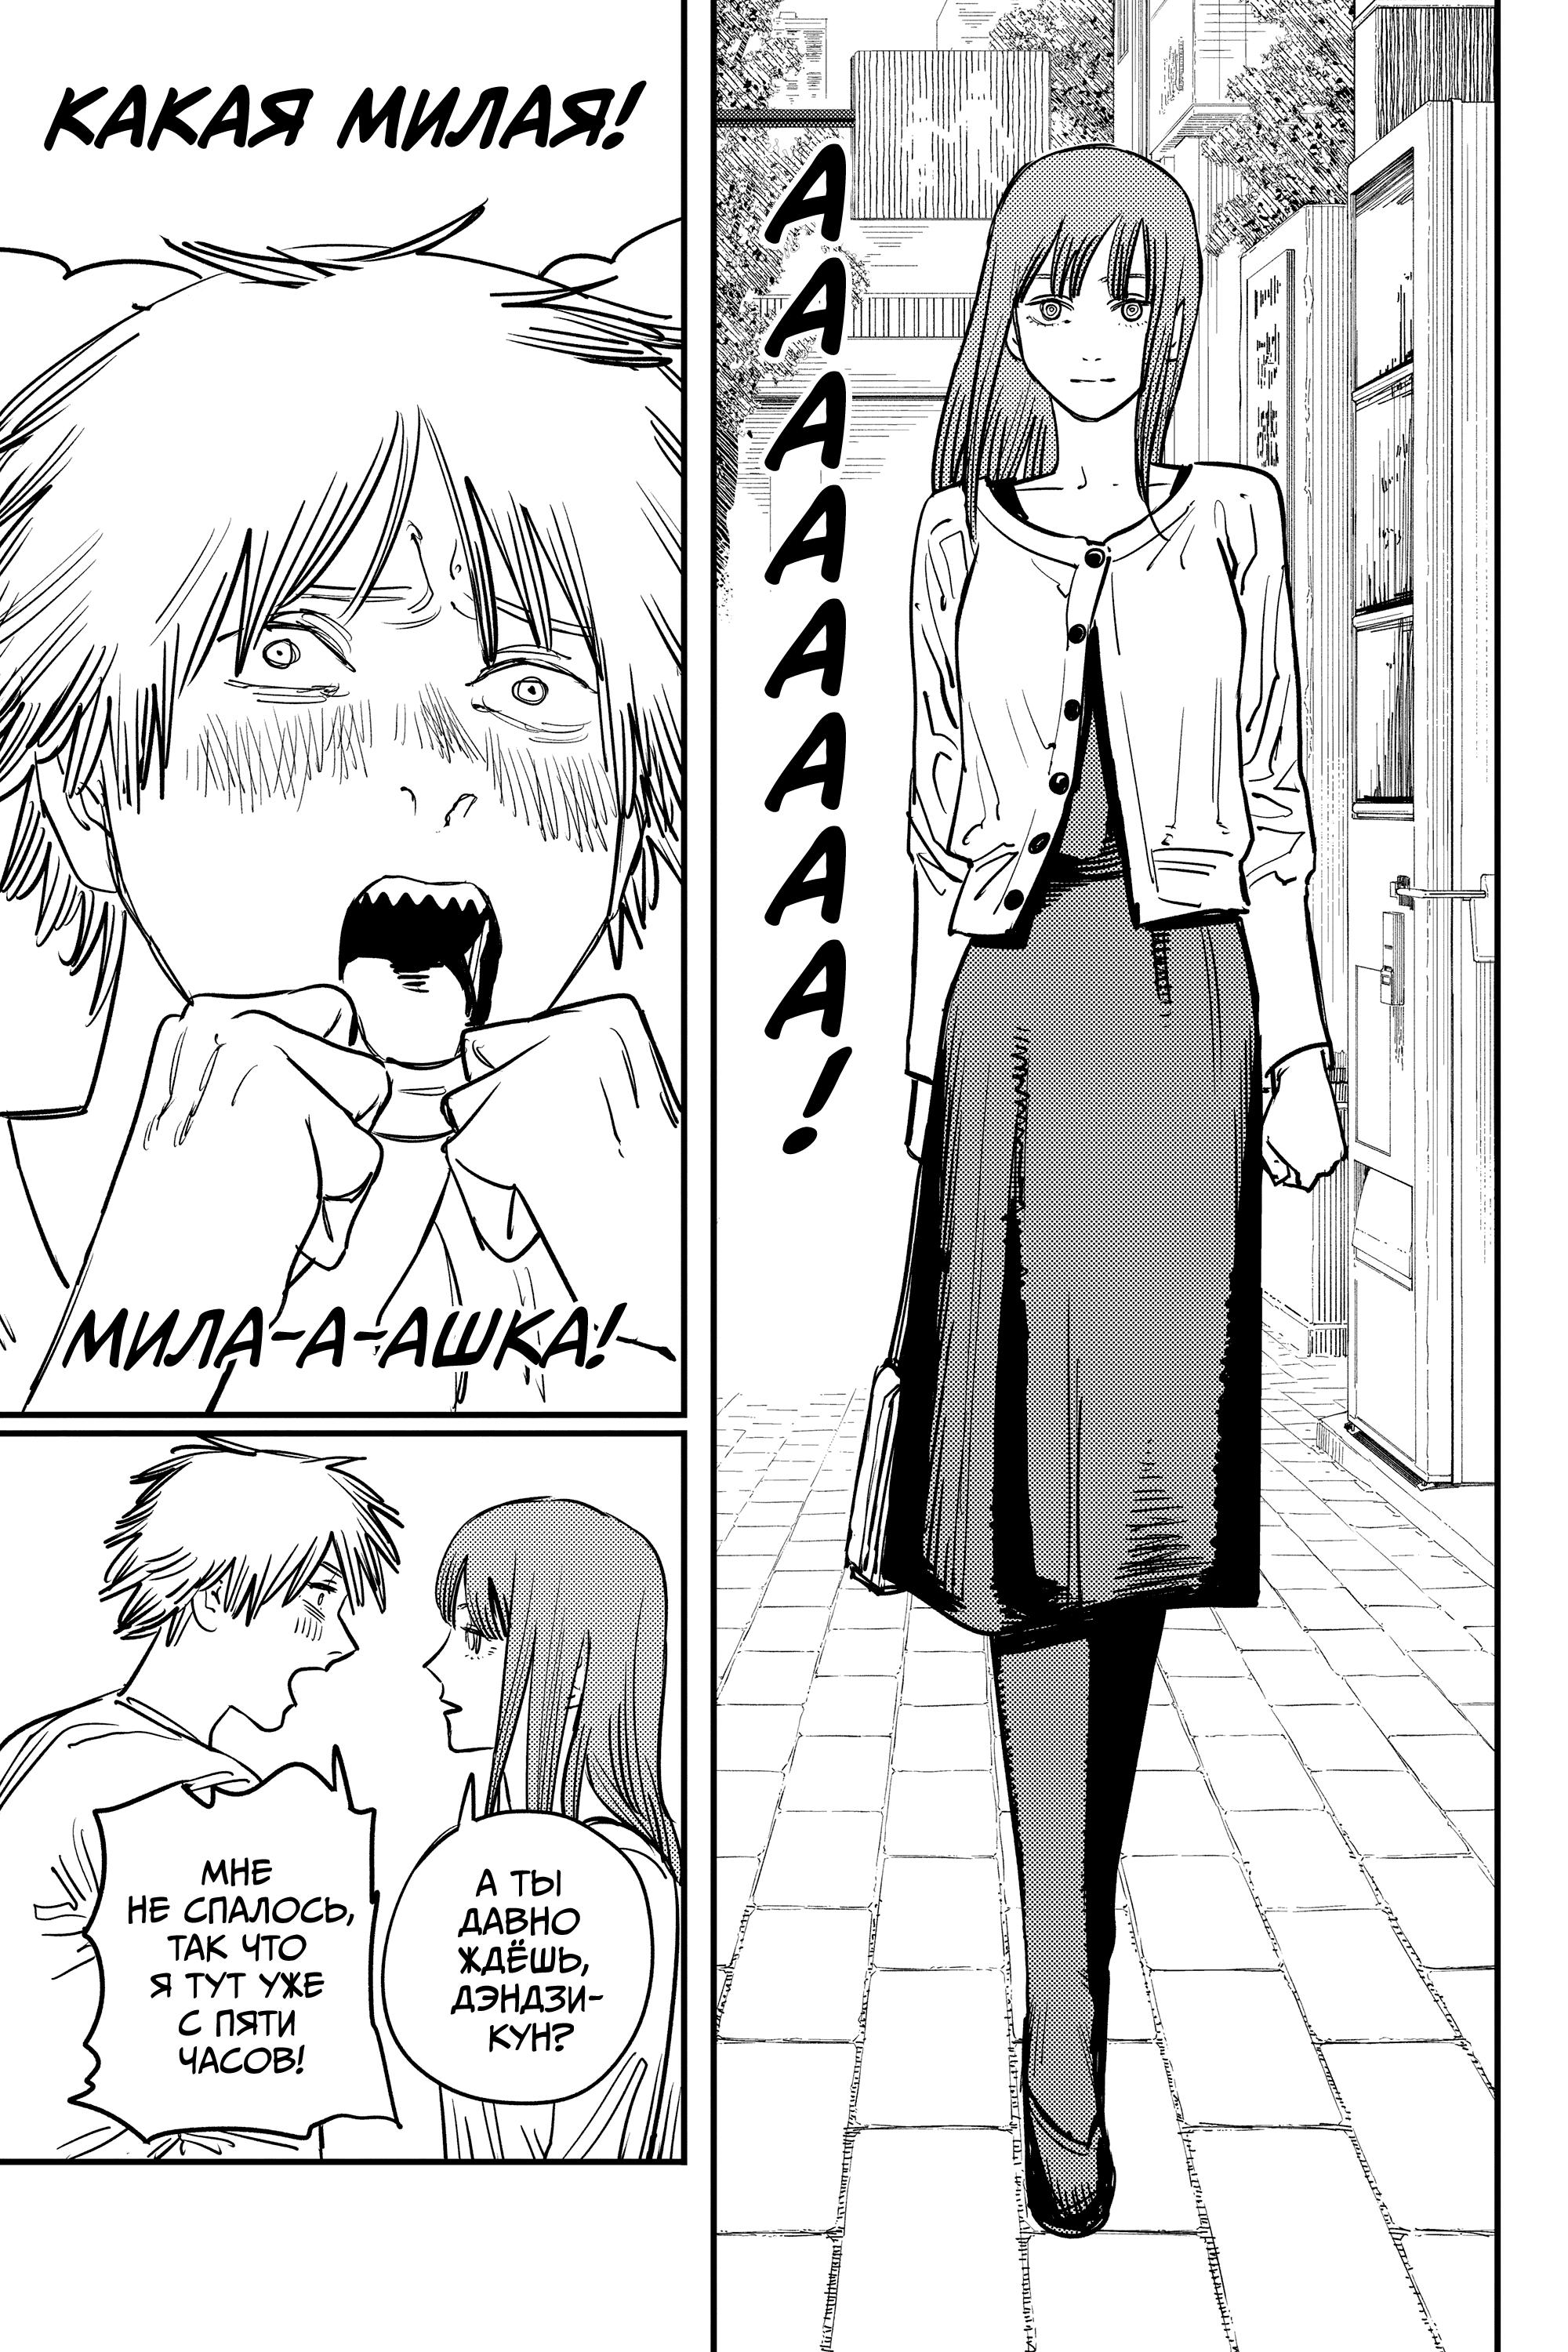 АААААААА!
КАКАЯ МИЛАЯ!
МИЛА-А-АШКА!
А ТЫ
ДАВНО
ЖДЁШЬ,
ДЭНДЗИ-
КУН?
МНЕ
НЕ СПАЛОСЬ,
ТАК ЧТО
Я ТУТ УЖЕ
С ПЯТИ
ЧАСОВ!